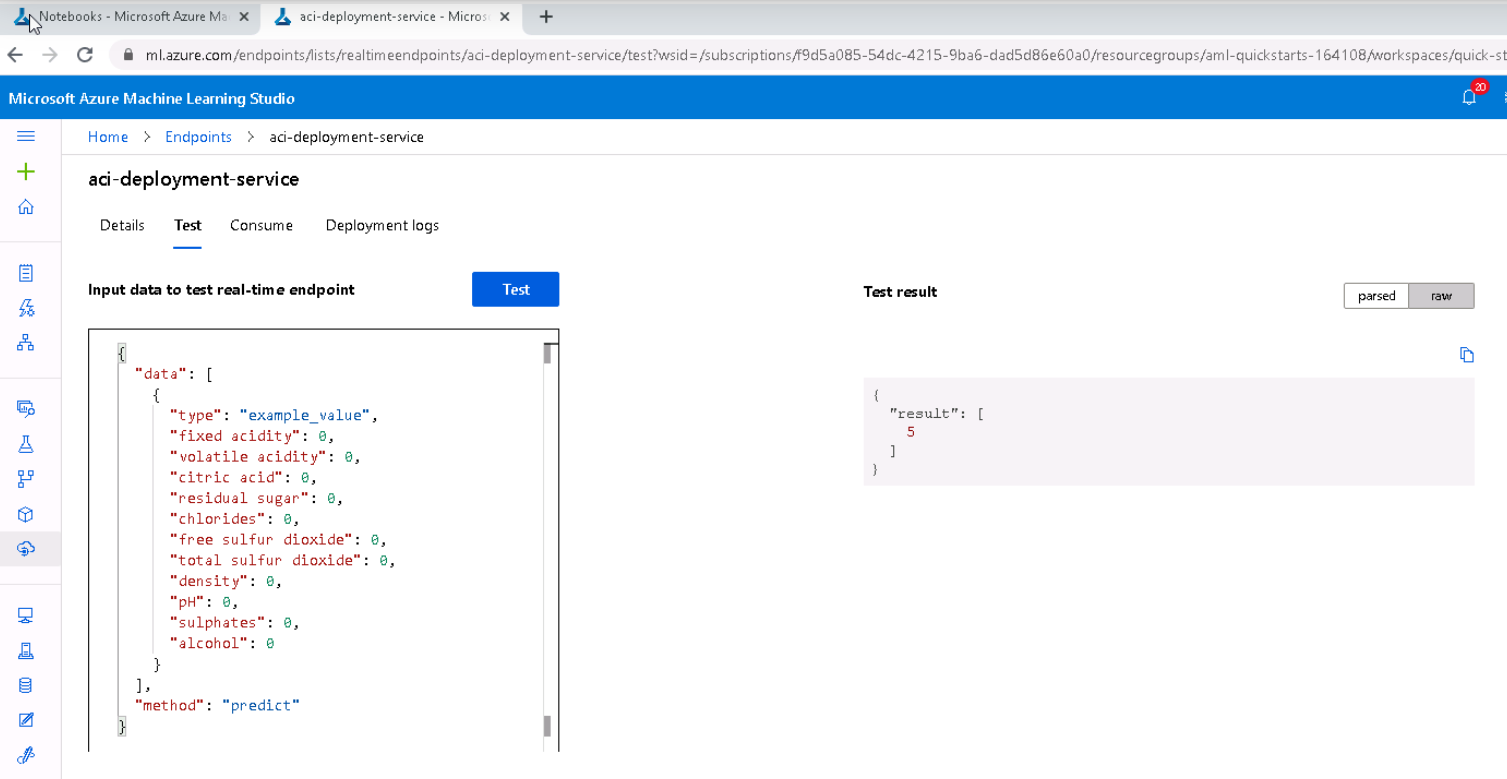 Notebooks - Microsoft Azure Ma
aci-deployment-service - Micros
ml.azure.com/endpoints/lists/realtimeendpoints/aci-deployment-service/test?wsid=/subscriptions/f9d5a085-54dc-4215-9ba6-dad5d86e60a0/resourcegroups/aml-quickstarts-164108/workspaces/quick-st
Microsoft Azure Machine Learning Studio
20
Home > Endpoints > aci-deployment-service
aci-deployment-service
Details Test Consume Deployment logs
Input data to test real-time endpoint
Test
{
"data": [
{
"type": "example_value",
"fixed acidity": 0,
"volatile acidity": 0,
"citric acid": 0,
"residual sugar": 0,
"chlorides": 0,
"free sulfur dioxide": 0,
"total sulfur dioxide": 0,
"density": 0,
"pH": 0,
"sulphates": 0,
"alcohol": 0
}
],
"method": "predict"
}
Test result
parsed raw
{
"result": [
5
]
}